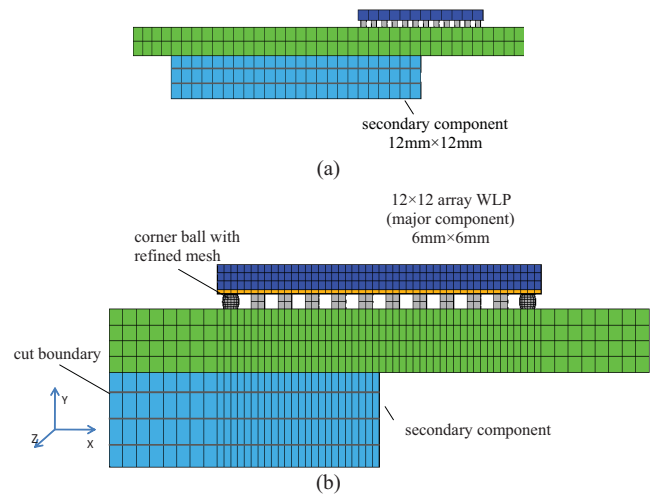 secondary component
12mm×12mm
(a)
12×12 array WLP
(major component)
6mm×6mm
corner ball with
refined mesh
cut boundary
Y
Z
X
secondary component
(b)